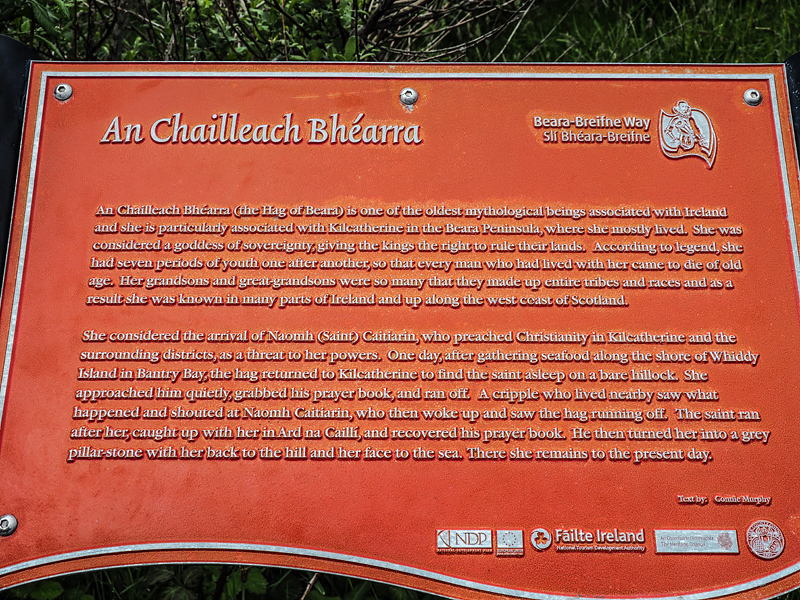 An Chailleach Bhéarra
Beara-Breifne Way
Slí Bhéara-Breifne
An Chailleach Bhéarra (the Hag of Beara) is one of the oldest mythological beings associated with Ireland
and she is particularly associated with Kilcatherine in the Beara Peninsula, where she mostly lived. She was
considered a goddess of sovereignty, giving the kings the right to rule their lands. According to legend, she
had seven periods of youth one after another, so that every man who had lived with her came to die of old
age. Her grandsons and great-grandsons were so many that they made up entire tribes and races and as a
result she was known in many parts of Ireland and up along the west coast of Scotland.
She considered the arrival of Naomh (Saint) Caitiarin, who preached Christianity in Kilcatherine and the
surrounding districts, as a threat to her powers. One day, after gathering seafood along the shore of Whiddy
Island in Bantry Bay, the hag returned to Kilcatherine to find the saint asleep on a bare hillock. She
approached him quietly, grabbed his prayer book, and ran off. A cripple who lived nearby saw what
happened and shouted at Naomh Caitiarin, who then woke up and saw the hag running off. The saint ran
after her, caught up with her in Ard na Caillí, and recovered his prayer book. He then turned her into a grey
pillar-stone with her back to the hill and her face to the sea. There she remains to the present day.
Text by: Connie Murphy
NDP
NATIONAL DEVELOPMENT PLAN
Fáilte Ireland
National Tourism Development Authority
The Heritage Council